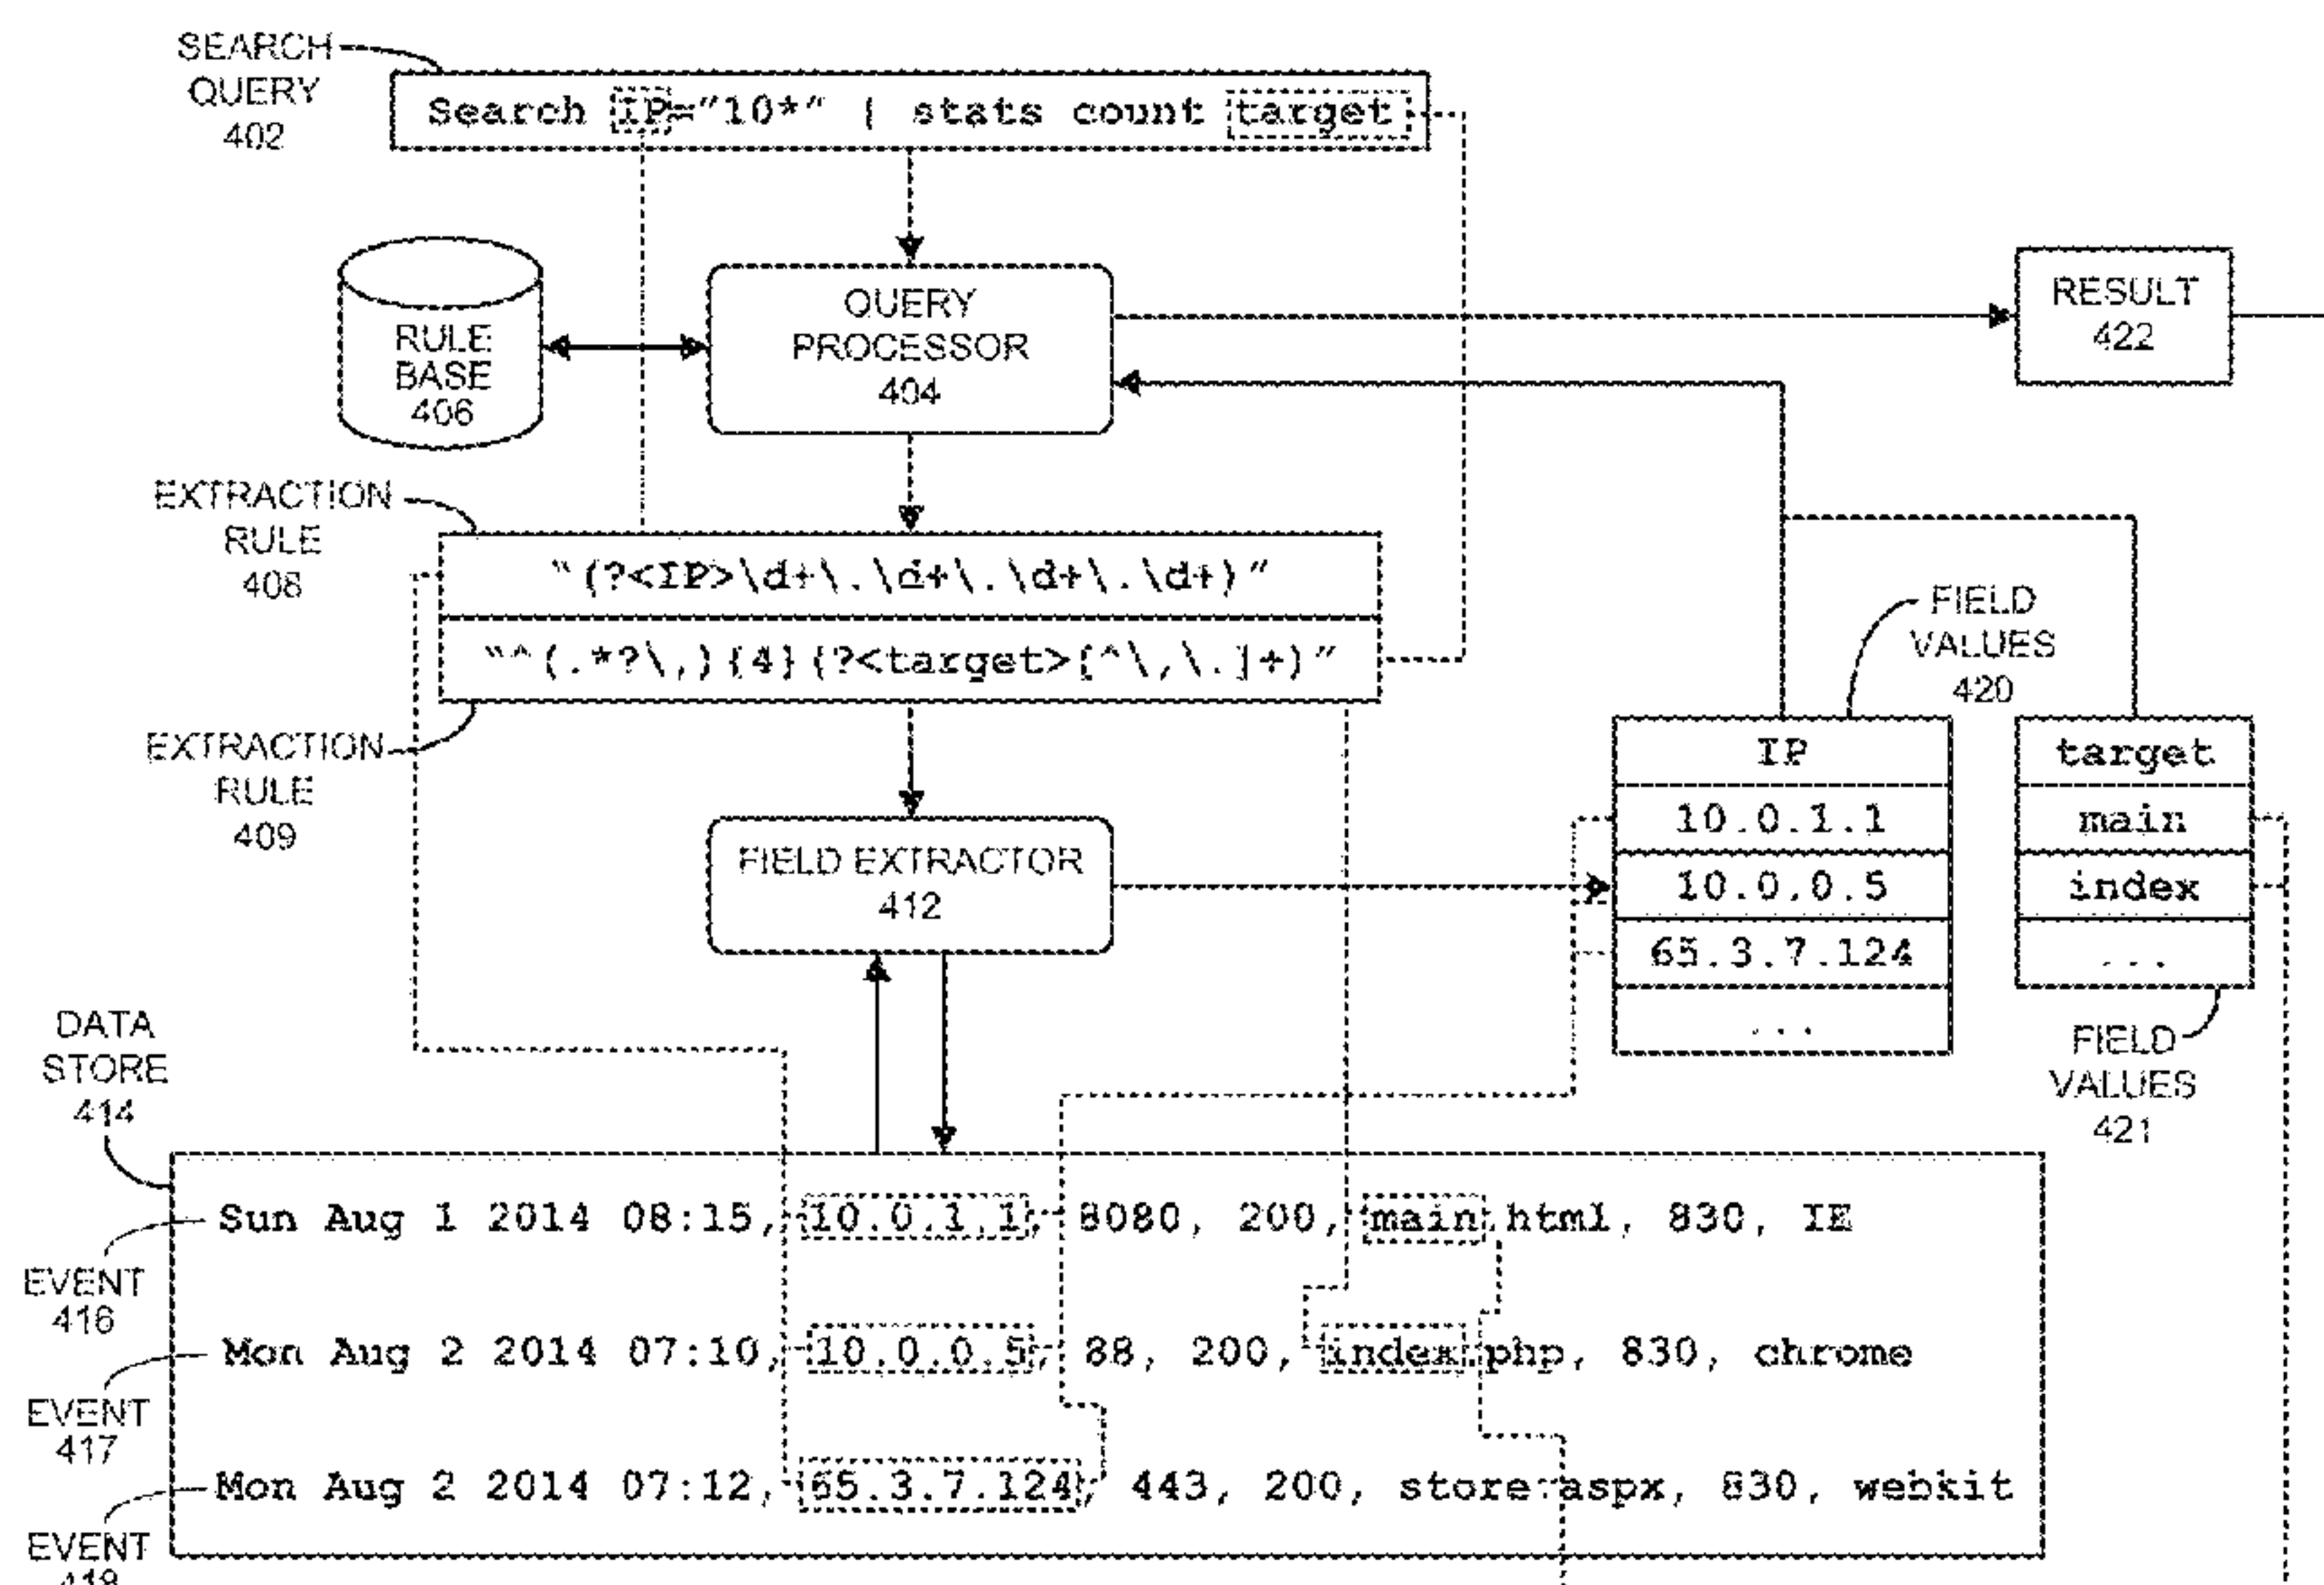 SEARCH
QUERY
402
Search IP="10*" | stats count target
RULE
BASE
406
QUERY
PROCESSOR
404
RESULT
422
EXTRACTION
RULE
408
"(?<IP>\d+\.\d+\.\d+\.\d+)"
"^(.*?\,){4}(?<target>[^\,\.]+)"
EXTRACTION
RULE
409
FIELD
VALUES
420
IP
10.0.1.1
10.0.0.5
65.3.7.124
...
target
main
index
...
FIELD
VALUES
421
FIELD EXTRACTOR
412
DATA
STORE
414
Sun Aug 1 2014 08:15, 10.0.1.1, 8080, 200, main.html, 830, IE
EVENT
416
Mon Aug 2 2014 07:10, 10.0.0.5, 88, 200, index.php, 830, chrome
EVENT
417
Mon Aug 2 2014 07:12, 65.3.7.124, 443, 200, store.aspx, 830, webkit
EVENT
418